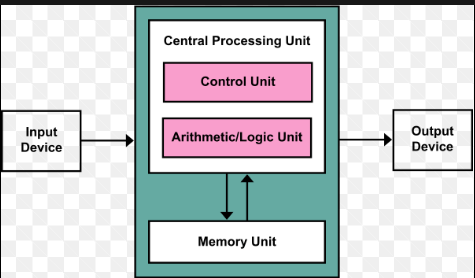 Central Processing Unit
Control Unit
Input
Device
Arithmetic/Logic Unit
Output
Device
Memory Unit